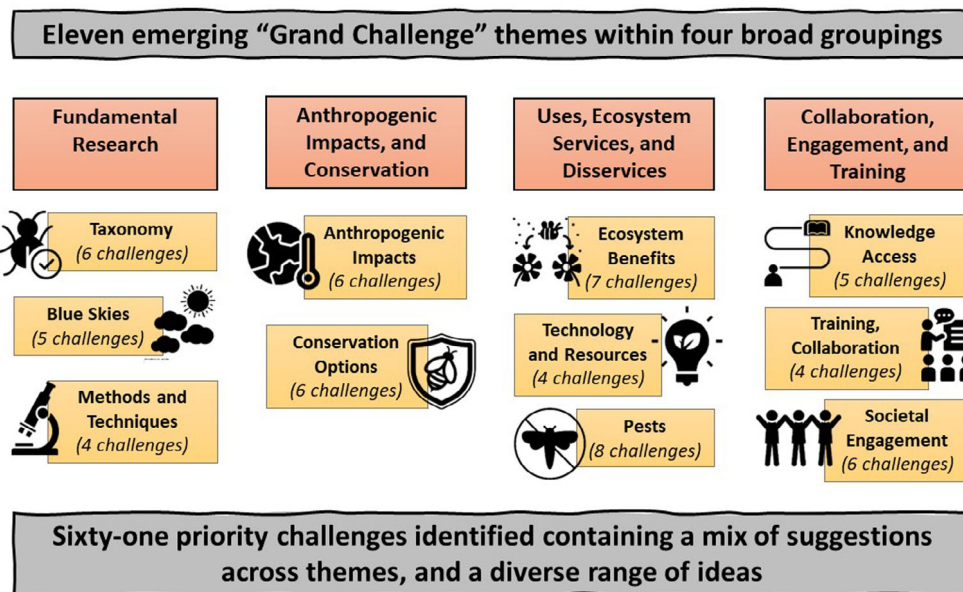 Eleven emerging “Grand Challenge” themes within four broad groupings
Fundamental
Research
Taxonomy
(6 challenges)
Blue Skies
(5 challenges)
Methods and
Techniques
(4 challenges)
Anthropogenic
Impacts, and
Conservation
Anthropogenic
Impacts
(6 challenges)
Conservation
Options
(6 challenges)
Uses, Ecosystem
Services, and
Disservices
Ecosystem
Benefits
(7 challenges)
Technology
and Resources
(4 challenges)
Pests
(8 challenges)
Collaboration,
Engagement, and
Training
Knowledge
Access
(5 challenges)
Training,
Collaboration
(4 challenges)
Societal
Engagement
(6 challenges)
Sixty-one priority challenges identified containing a mix of suggestions
across themes, and a diverse range of ideas